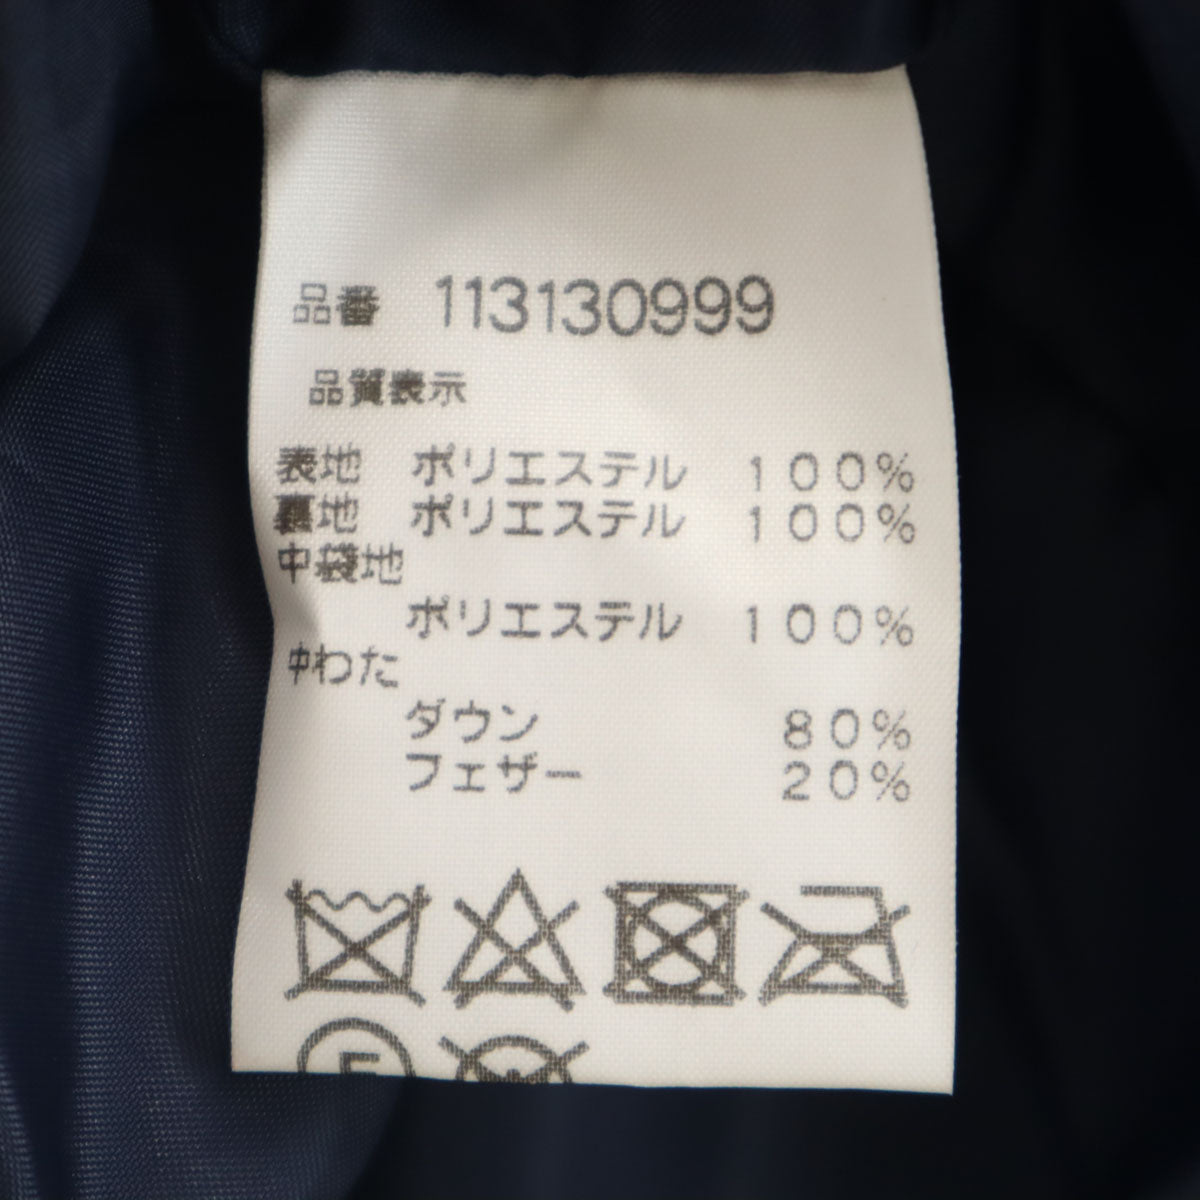 品番 113130999
品質表示
表地 ポリエステル 100%
裏地 ポリエステル 100%
中袋地
ポリエステル 100%
中わた
ダウン 80%
フェザー 20%